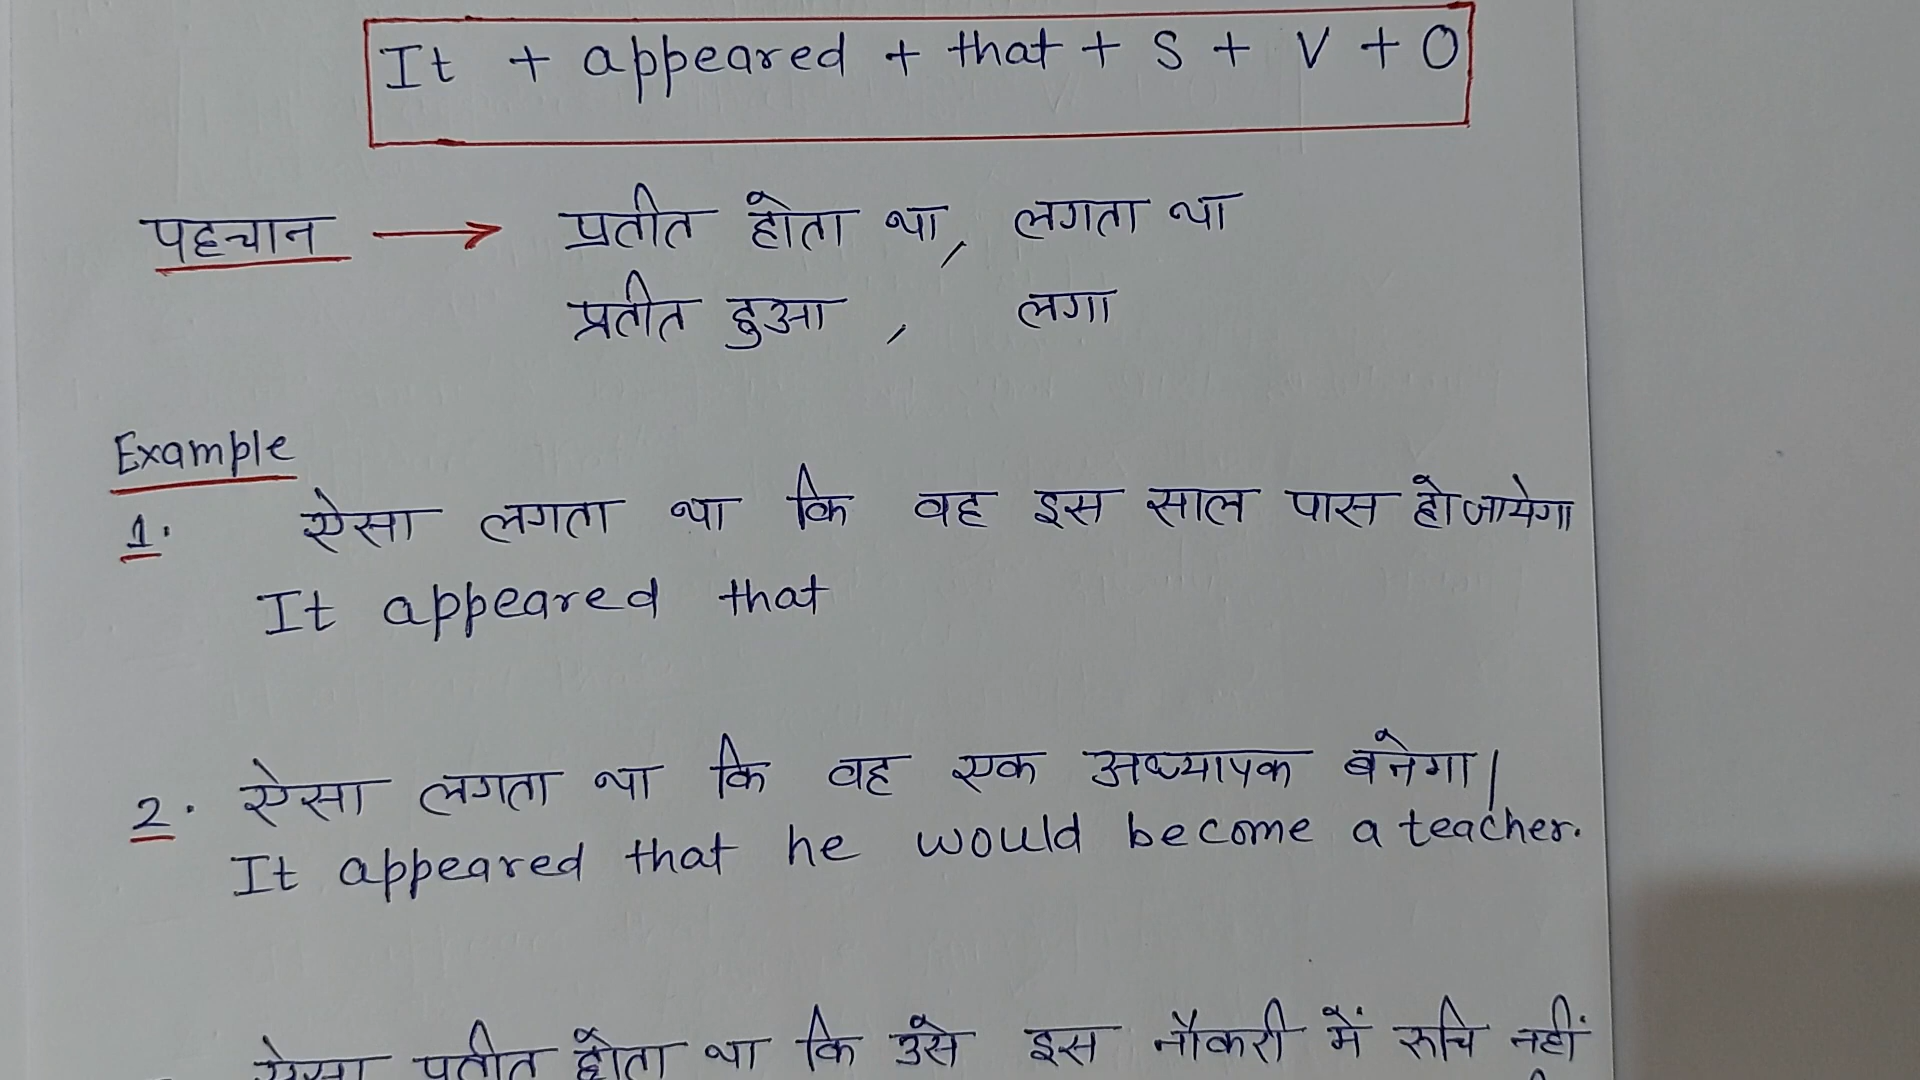 It + appeared + that + S + V + O
पहचान → प्रतीत होता था, लगता था
प्रतीत हुआ, लगा
Example
1. ऐसा लगता था कि वह इस साल पास हो जायेगा
It appeared that
2. ऐसा लगता था कि वह एक अध्यापक बनेगा।
It appeared that he would become a teacher.
ऐसा प्रतीत होता था कि उसे इस नौकरी में रुचि नहीं